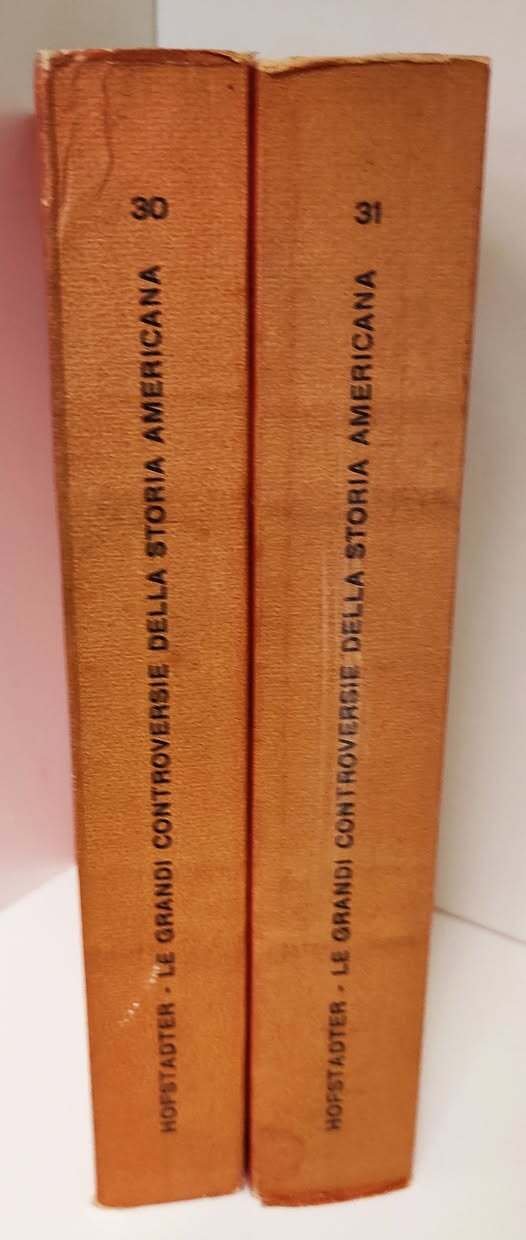 30
HOFSTADTER - LE GRANDI CONTROVERSIE DELLA STORIA AMERICANA
31
HOFSTADTER - LE GRANDI CONTROVERSIE DELLA STORIA AMERICANA